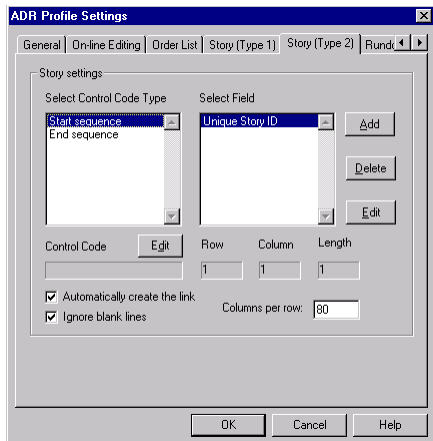 ADR Profile Settings
General On-line Editing Order List Story (Type 1) Story (Type 2)
Story settings
Select Control Code Type Select Field
Start sequence Unique Story ID Add
End sequence
Delete
Edit
Control Code Edit Row Column Length
1 1 1
Automatically create the link
Ignore blank lines Columns per row: 80
OK Cancel Help